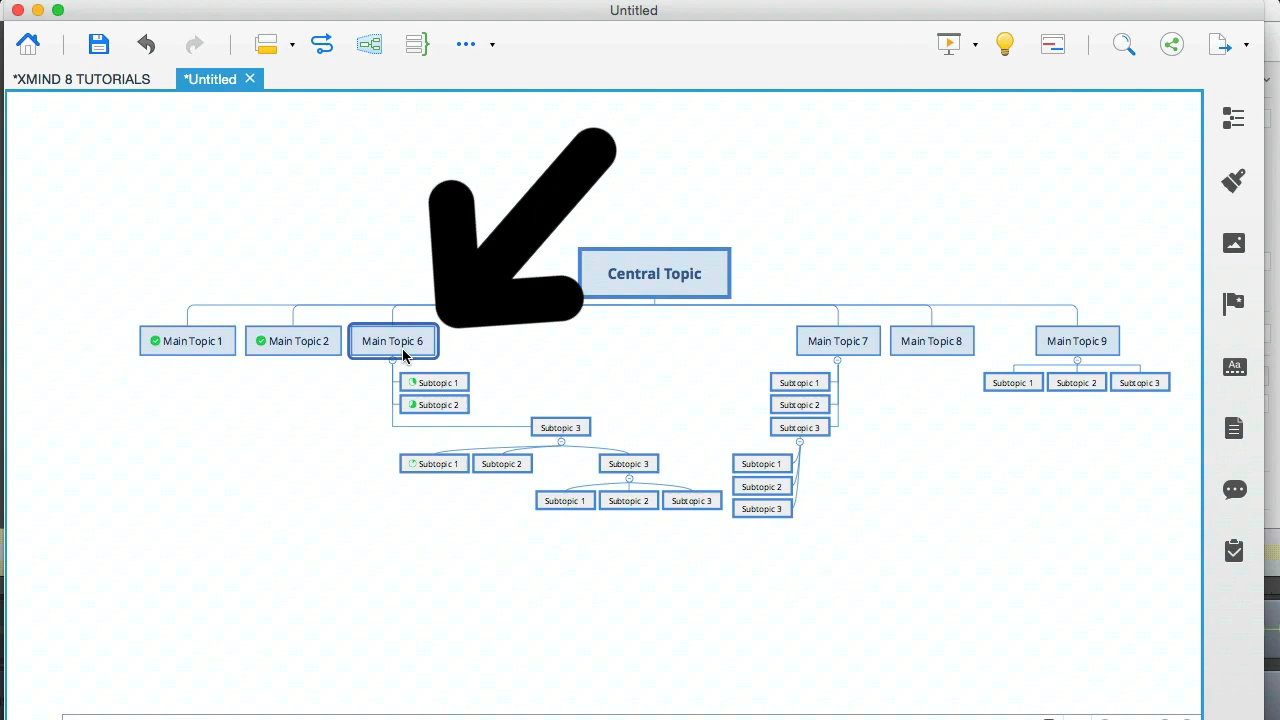 Untitled
*XMIND 8 TUTORIALS
*Untitled
Central Topic
Main Topic 1
Main Topic 2
Main Topic 6
Main Topic 7
Main Topic 8
Main Topic 9
Subtopic 1
Subtopic 2
Subtopic 3
Subtopic 1
Subtopic 2
Subtopic 3
Subtopic 1
Subtopic 2
Subtopic 3
Subtopic 1
Subtopic 2
Subtopic 3
Subtopic 1
Subtopic 2
Subtopic 3
Subtopic 1
Subtopic 2
Subtopic 3
Aa